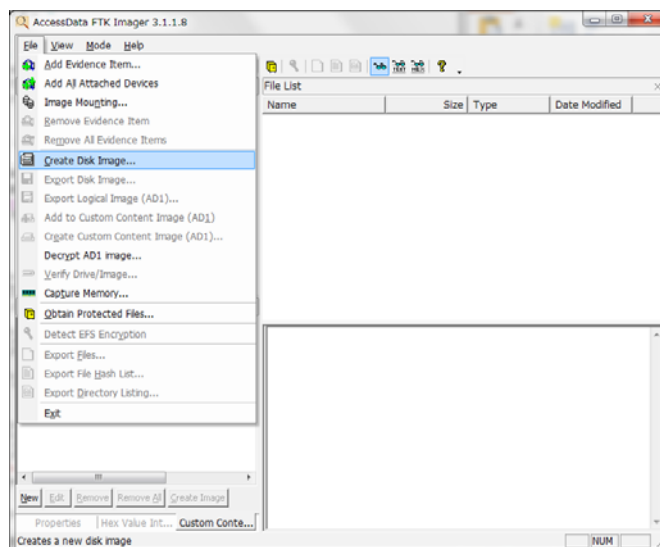 AccessData FTK Imager 3.1.1.8
File View Mode Help
Add Evidence Item...
Add All Attached Devices
Image Mounting...
Remove Evidence Item
Remove All Evidence Items
Create Disk Image...
Export Disk Image...
Export Logical Image (AD1)...
Add to Custom Content Image (AD1)
Create Custom Content Image (AD1)...
Decrypt AD1 image...
Verify Drive/Image...
Capture Memory...
Obtain Protected Files...
Detect EFS Encryption
Export Files...
Export File Hash List...
Export Directory Listing...
Exit
File List
Name Size Type Date Modified
New Edit Remove Remove All Create Image
Properties Hex Value Int... Custom Conte...
Creates a new disk image NUM